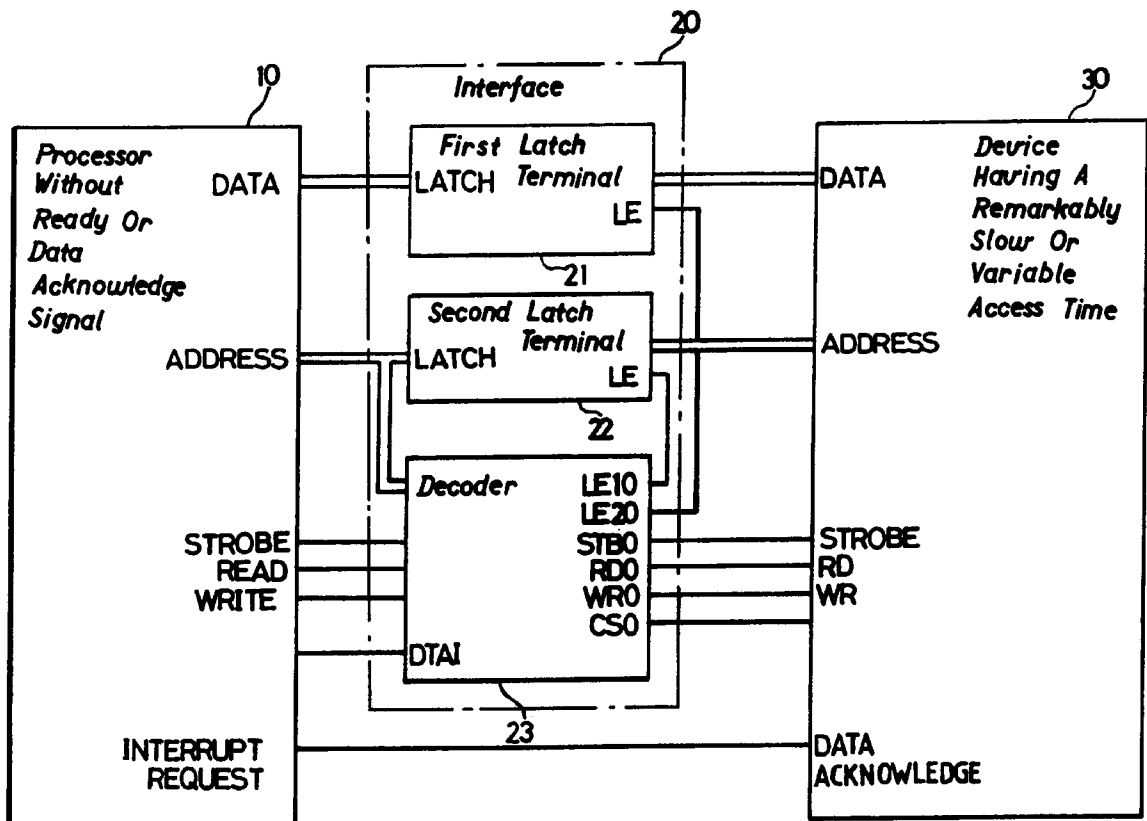 20
10
30
Interface
Processor
Without
Ready Or
Data
Acknowledge
Signal
DATA
ADDRESS
STROBE
READ
WRITE
INTERRUPT
REQUEST
First Latch
Terminal
LATCH
LE
21
Second Latch
Terminal
LATCH
LE
22
Decoder
LE10
LE20
STB0
RD0
WR0
CS0
DTAI
23
Device
Having A
Remarkably
Slow Or
Variable
Access Time
DATA
ADDRESS
STROBE
RD
WR
DATA
ACKNOWLEDGE